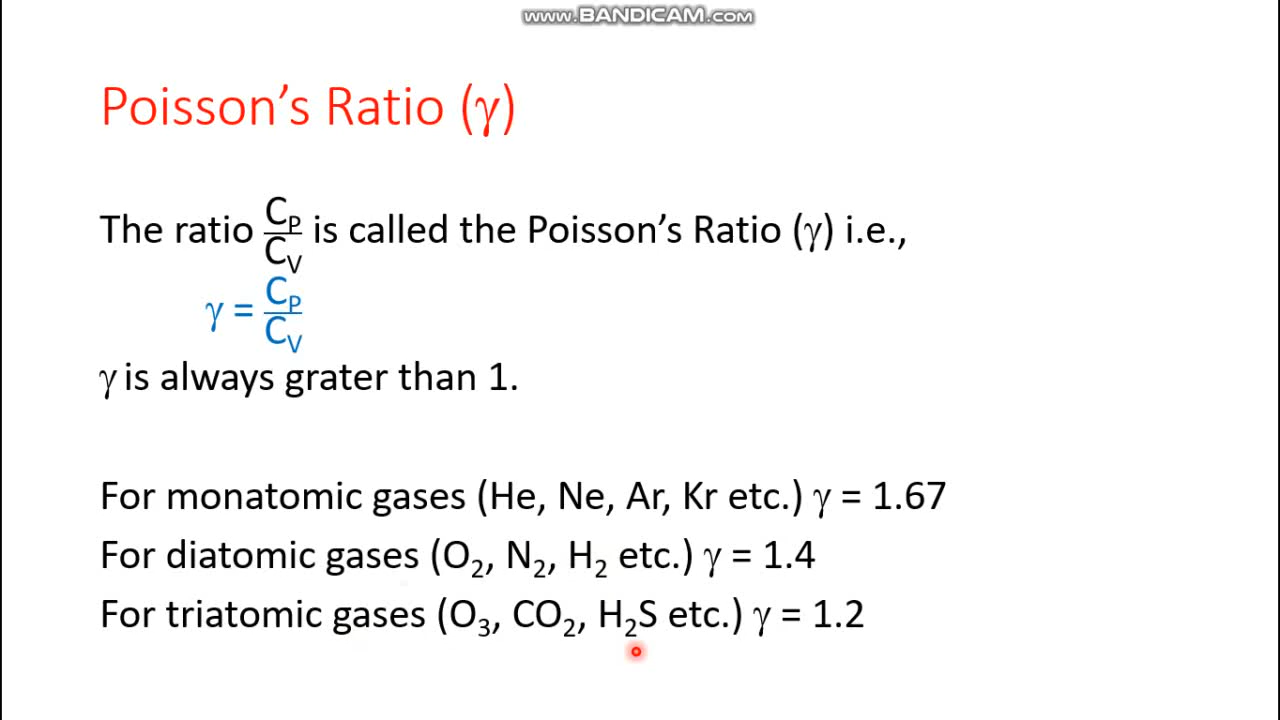 www.BANDICAM.com
Poisson’s Ratio (γ)
The ratio C_P/C_V is called the Poisson’s Ratio (γ) i.e.,
γ = C_P/C_V
γ is always grater than 1.
For monatomic gases (He, Ne, Ar, Kr etc.) γ = 1.67
For diatomic gases (O₂, N₂, H₂ etc.) γ = 1.4
For triatomic gases (O₃, CO₂, H₂S etc.) γ = 1.2